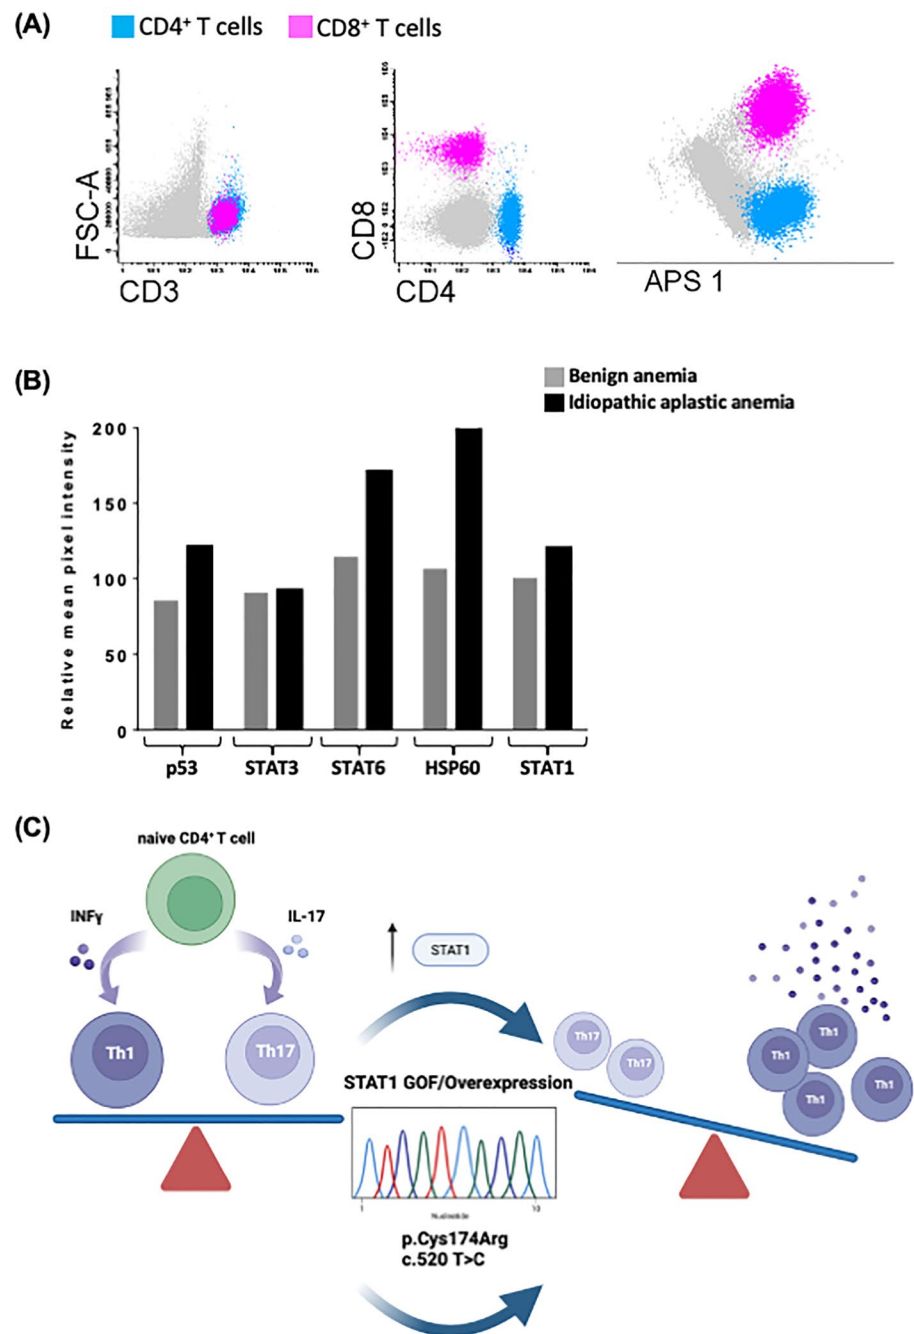 (A)
CD4⁺ T cells
CD8⁺ T cells
FSC-A
CD3
CD8
CD4
APS 1
(B)
Benign anemia
Idiopathic aplastic anemia
Relative mean pixel intensity
200
150
100
50
0
p53
STAT3
STAT6
HSP60
STAT1
(C)
naive CD4⁺ T cell
INFγ
IL-17
Th1
Th17
STAT1
STAT1 GOF/Overexpression
1
10
p.Cys174Arg
c.520 T>C
Th17
Th17
Th1
Th1
Th1
Th1